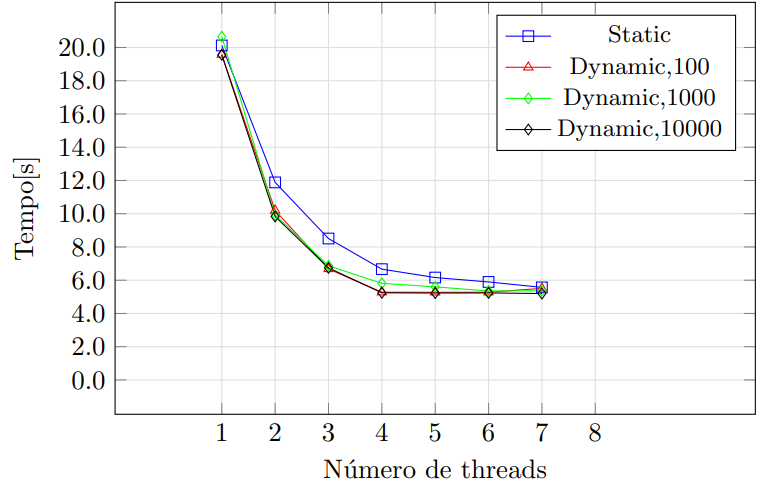 Static
Dynamic,100
Dynamic,1000
Dynamic,10000
20.0
18.0
16.0
14.0
12.0
10.0
8.0
6.0
4.0
2.0
0.0
Tempo[s]
1 2 3 4 5 6 7 8
Número de threads